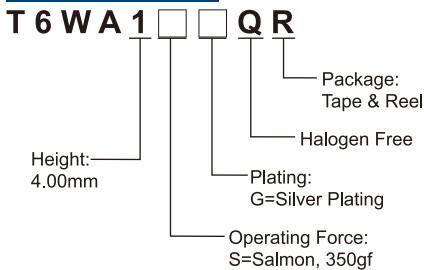 T6WA1□□QR
Package:
Tape & Reel
Halogen Free
Height:
4.00mm
Plating:
G=Silver Plating
Operating Force:
S=Salmon, 350gf